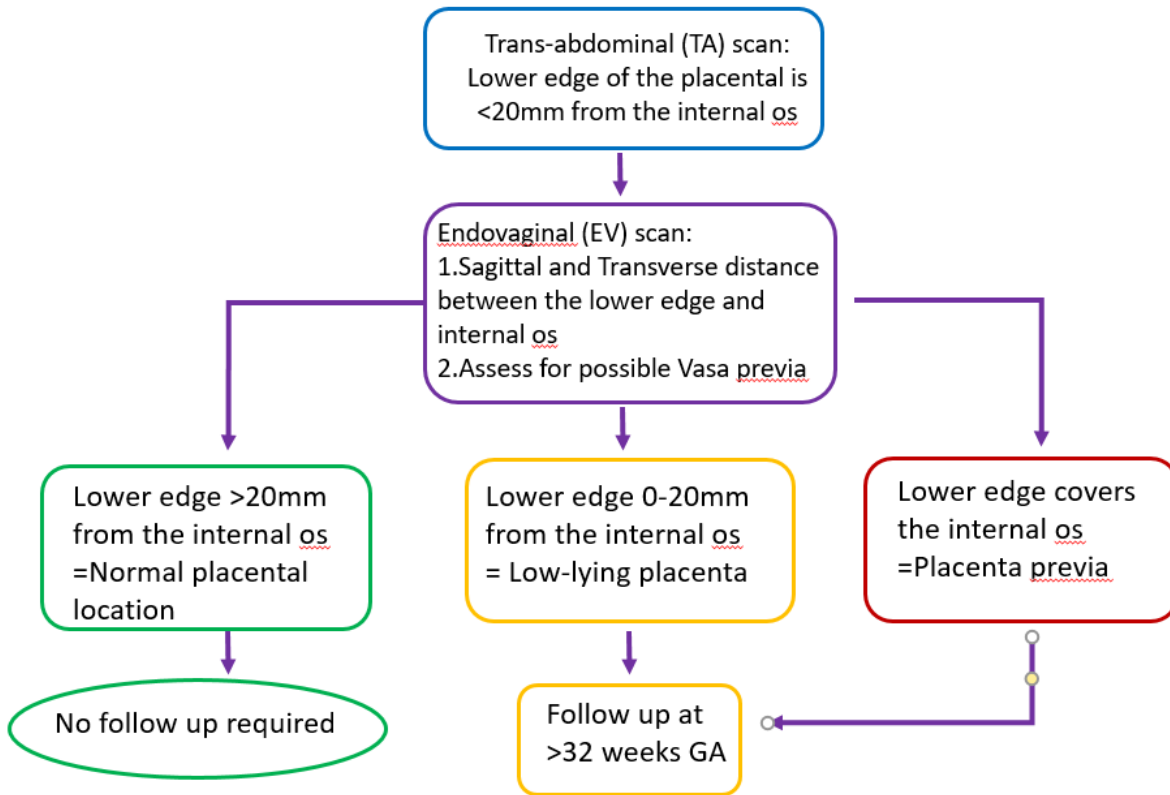 Trans-abdominal (TA) scan:
Lower edge of the placental is
<20mm from the internal os
Endovaginal (EV) scan:
1.Sagittal and Transverse distance
between the lower edge and
internal os
2.Assess for possible Vasa previa
Lower edge >20mm
from the internal os
=Normal placental
location
Lower edge 0-20mm
from the internal os
= Low-lying placenta
Lower edge covers
the internal os
=Placenta previa
No follow up required
Follow up at
>32 weeks GA